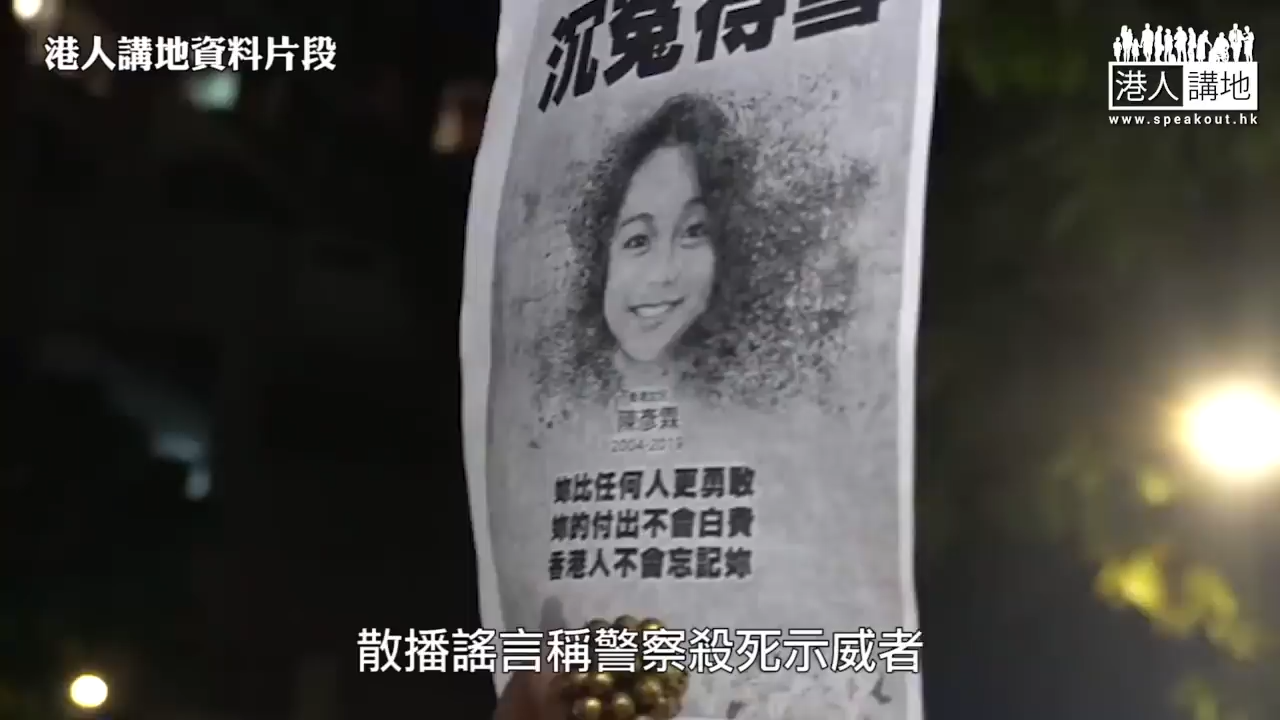 港人講地資料片段
港人講地
www.speakout.hk
沉冤待雪
陳彥霖
2004-2019
妳比任何人更勇敢
妳的付出不會白費
香港人不會忘記妳
散播謠言稱警察殺死示威者